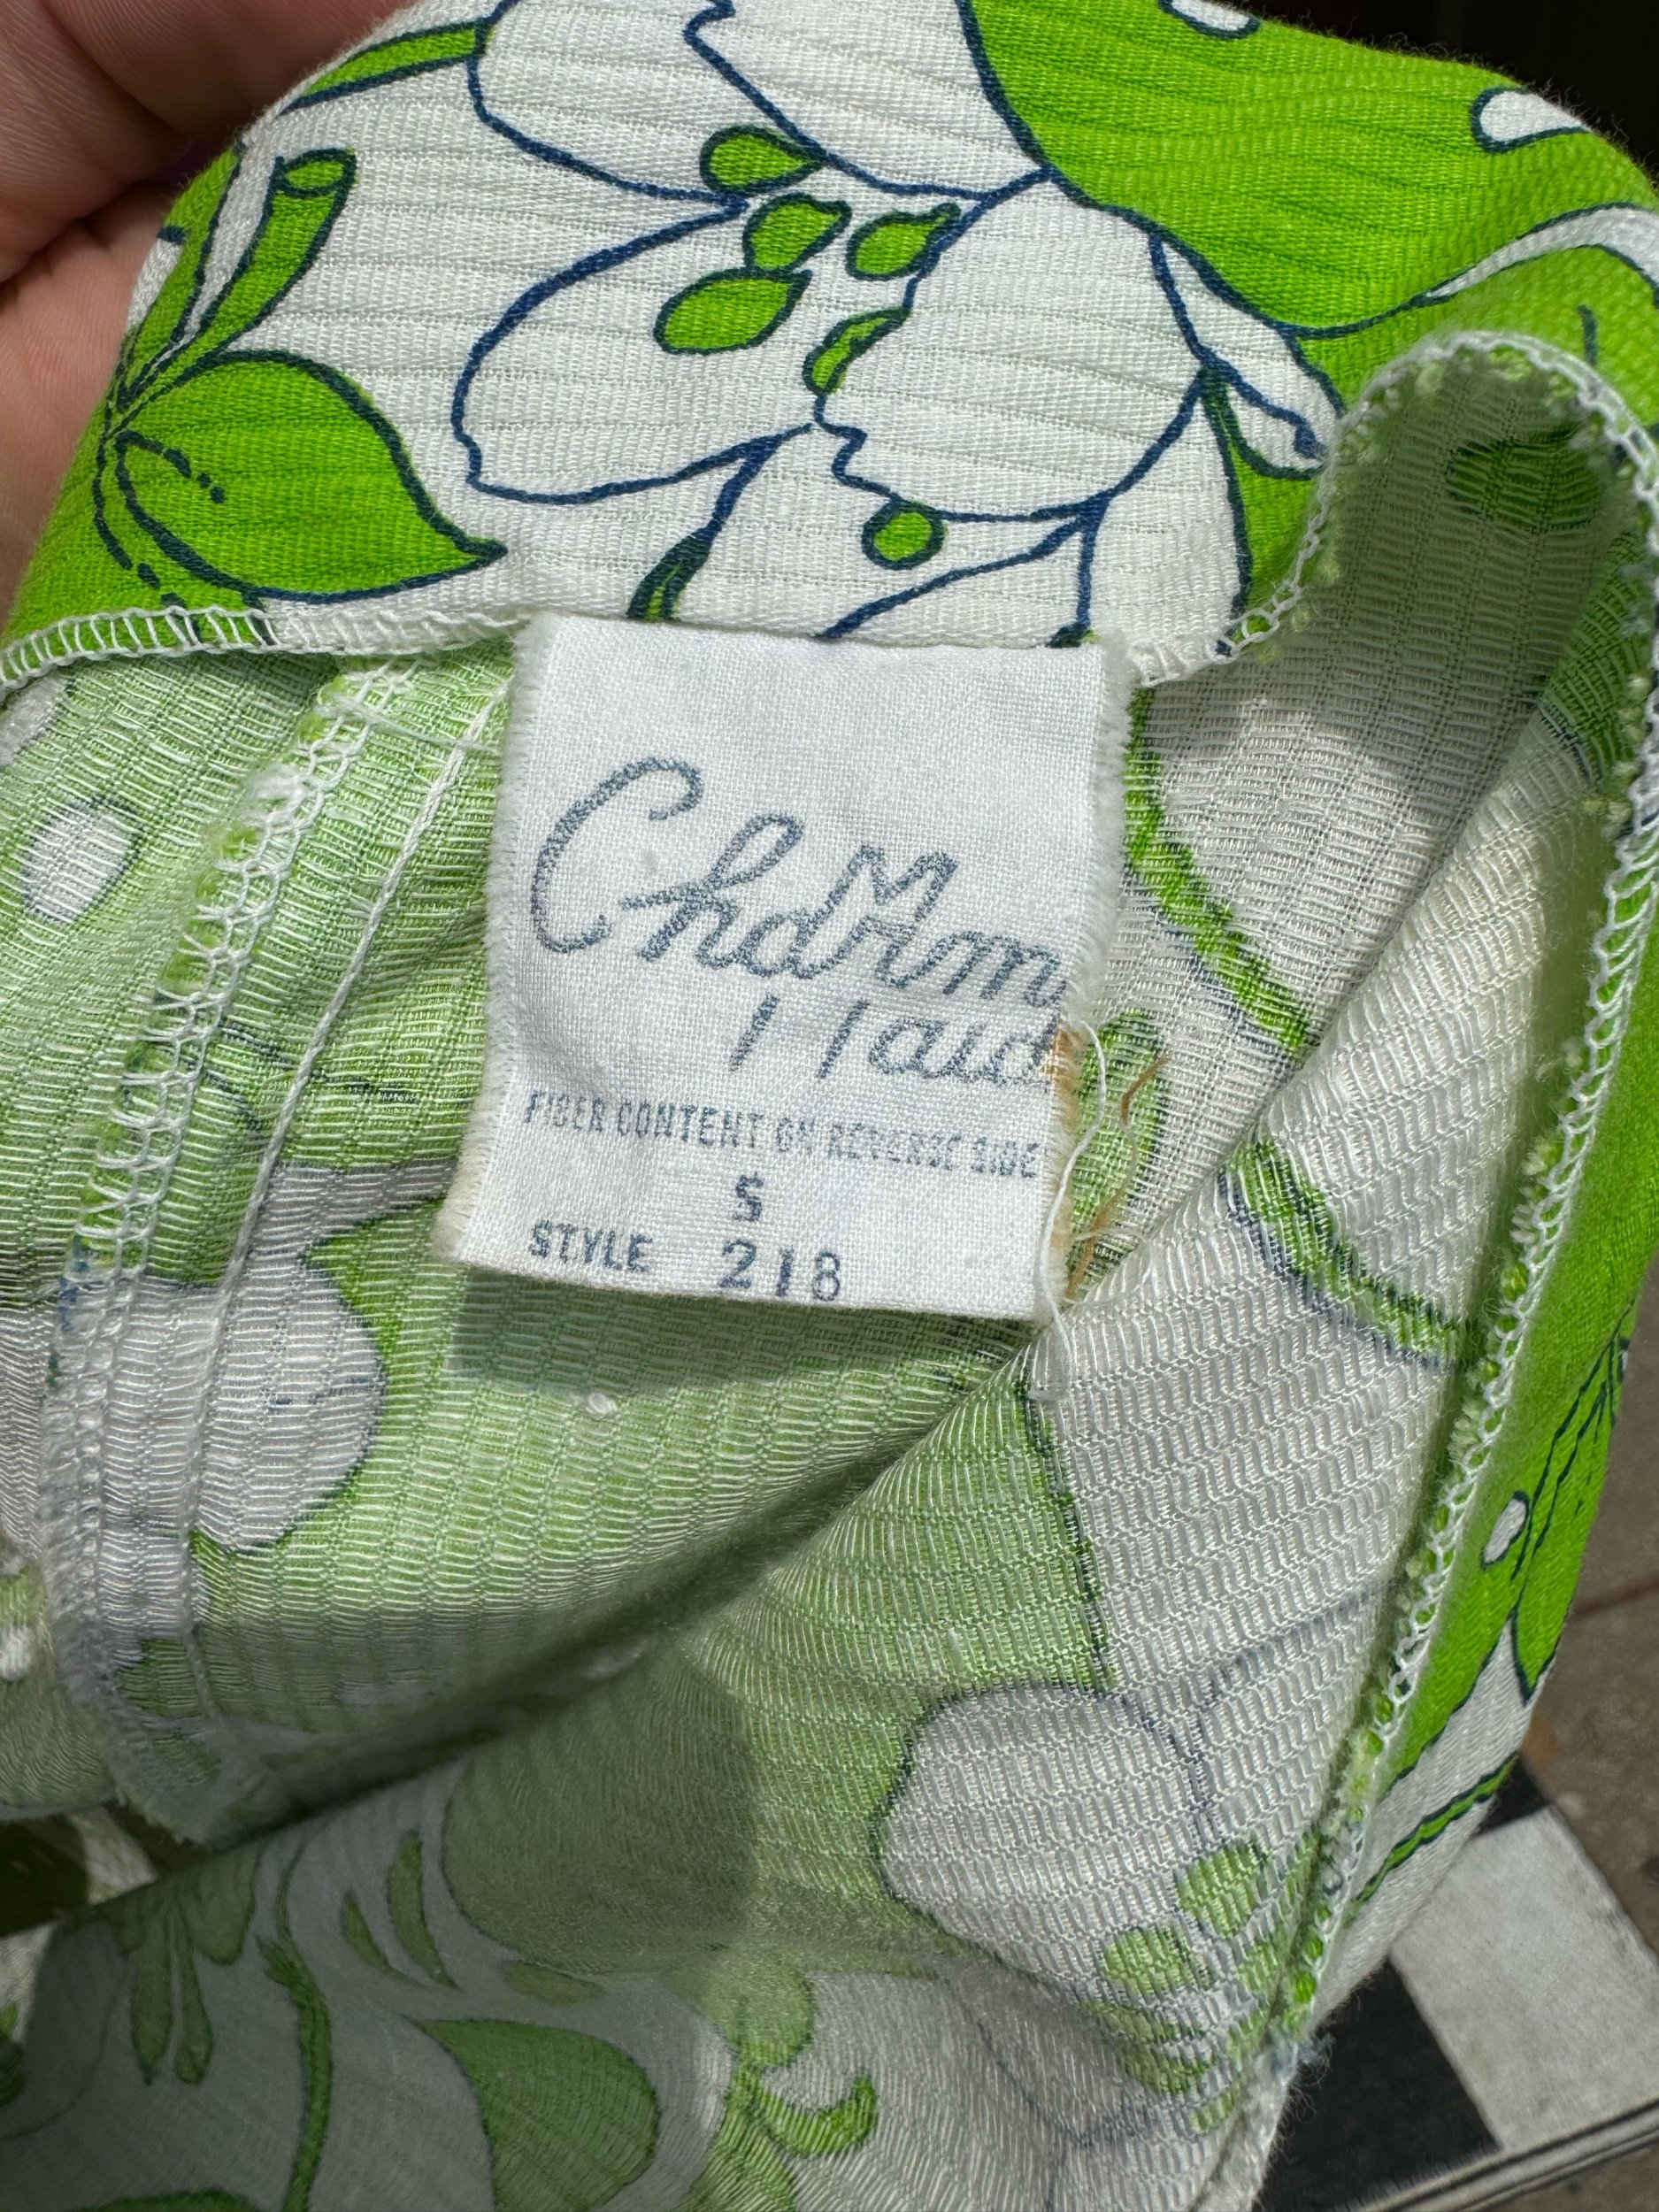 Charm
Maid
FIBER CONTENT ON REVERSE SIDE
S
STYLE 218